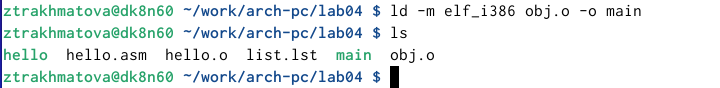 ztrakhmatova@dk8n60 ~/work/arch-pc/lab04 $ ld -m elf_i386 obj.o -o main
ztrakhmatova@dk8n60 ~/work/arch-pc/lab04 $ ls
hello  hello.asm  hello.o  list.lst  main  obj.o
ztrakhmatova@dk8n60 ~/work/arch-pc/lab04 $